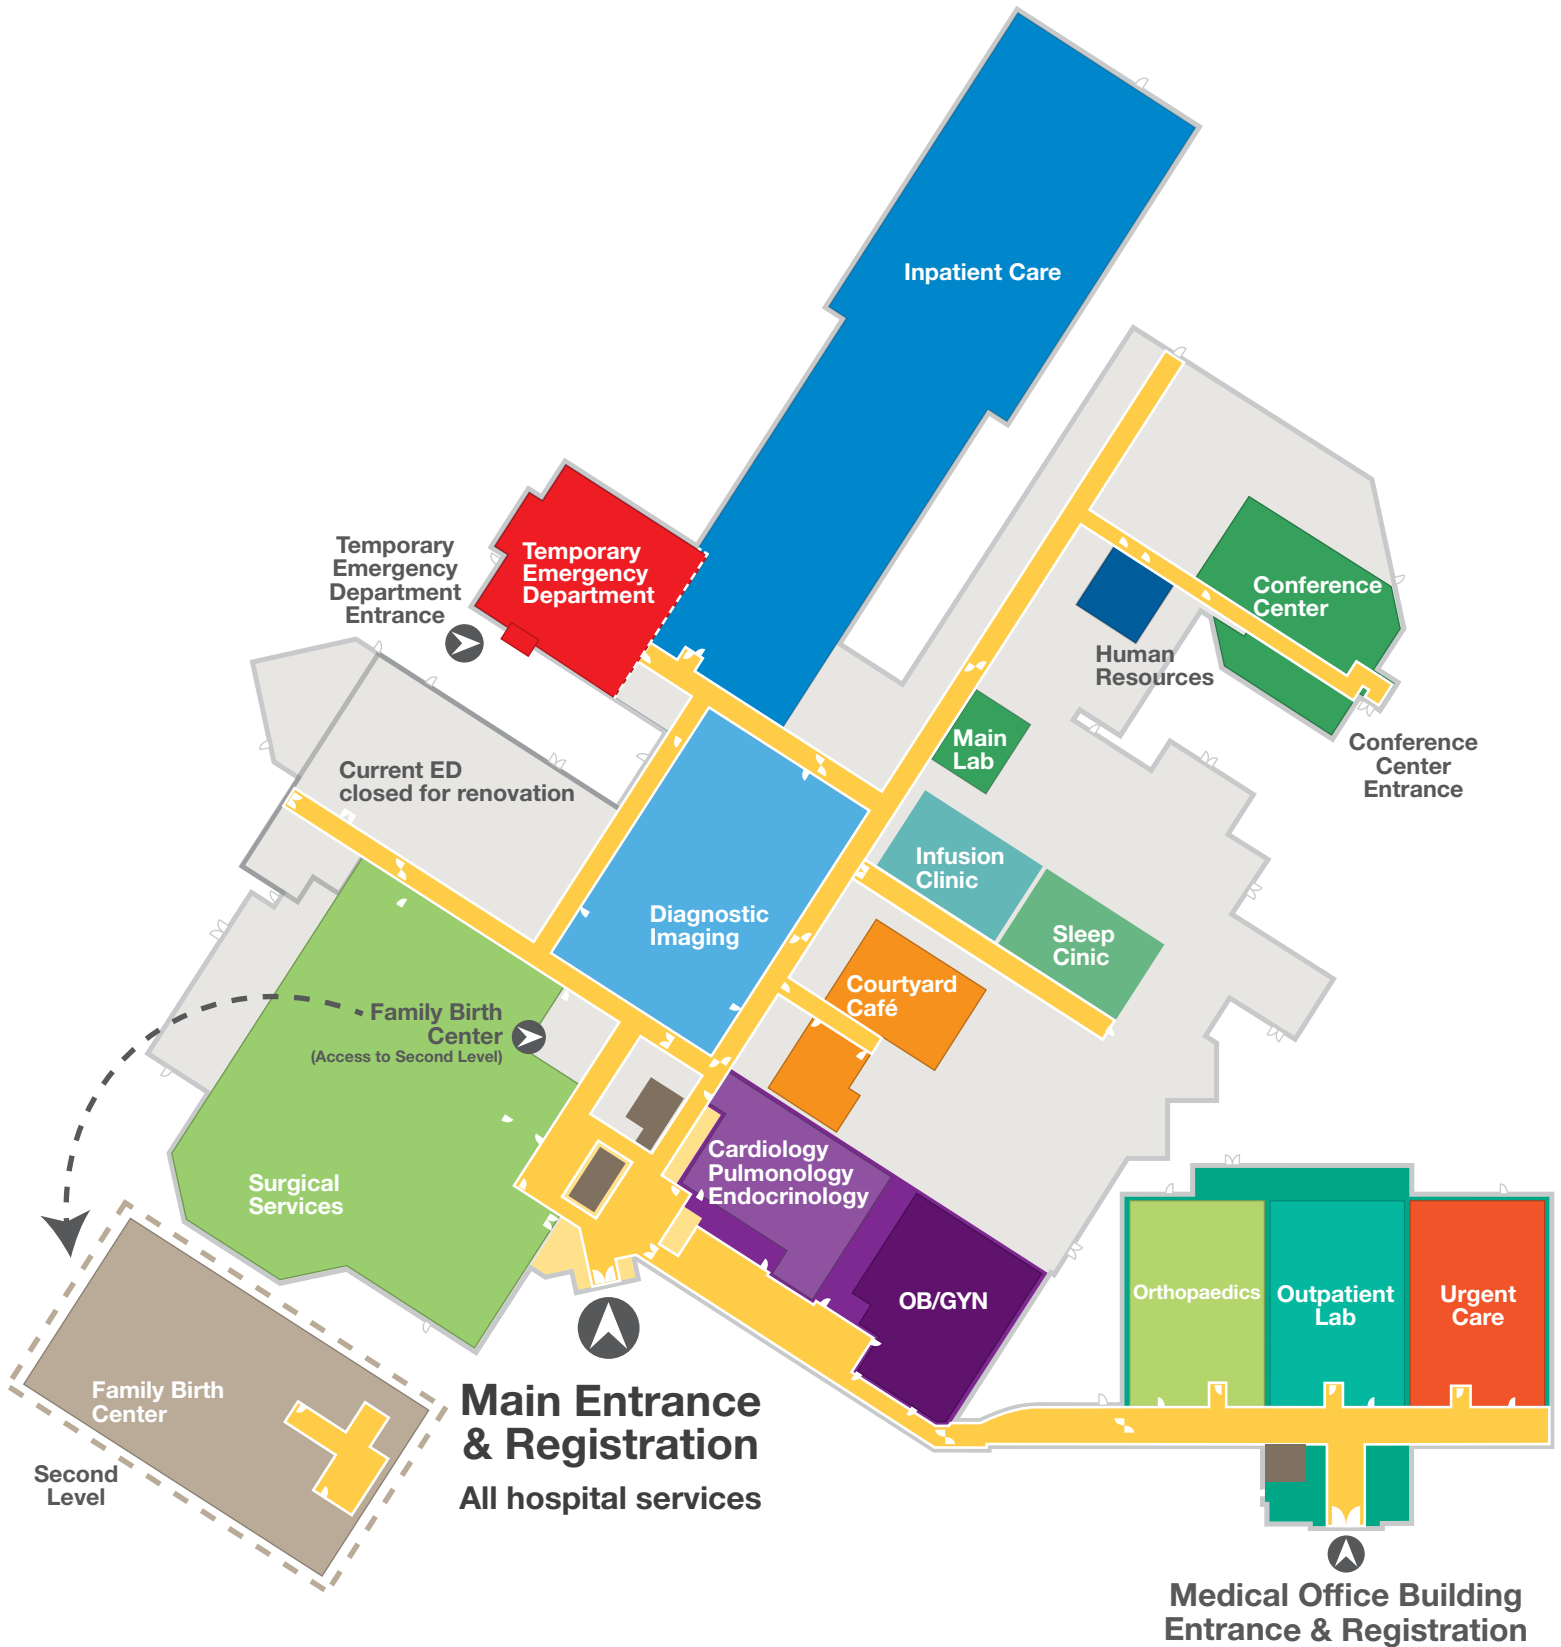 Inpatient Care
Temporary
Emergency
Department
Entrance
Temporary
Emergency
Department
Conference
Center
Human
Resources
Conference
Center
Entrance
Main
Lab
Current ED
closed for renovation
Infusion
Clinic
Sleep
Cinic
Diagnostic
Imaging
Courtyard
Café
Family Birth
Center
(Access to Second Level)
Cardiology
Pulmonology
Endocrinology
Surgical
Services
OB/GYN
Orthopaedics
Outpatient
Lab
Urgent
Care
Family Birth
Center
Second
Level
Main Entrance
& Registration
All hospital services
Medical Office Building
Entrance & Registration